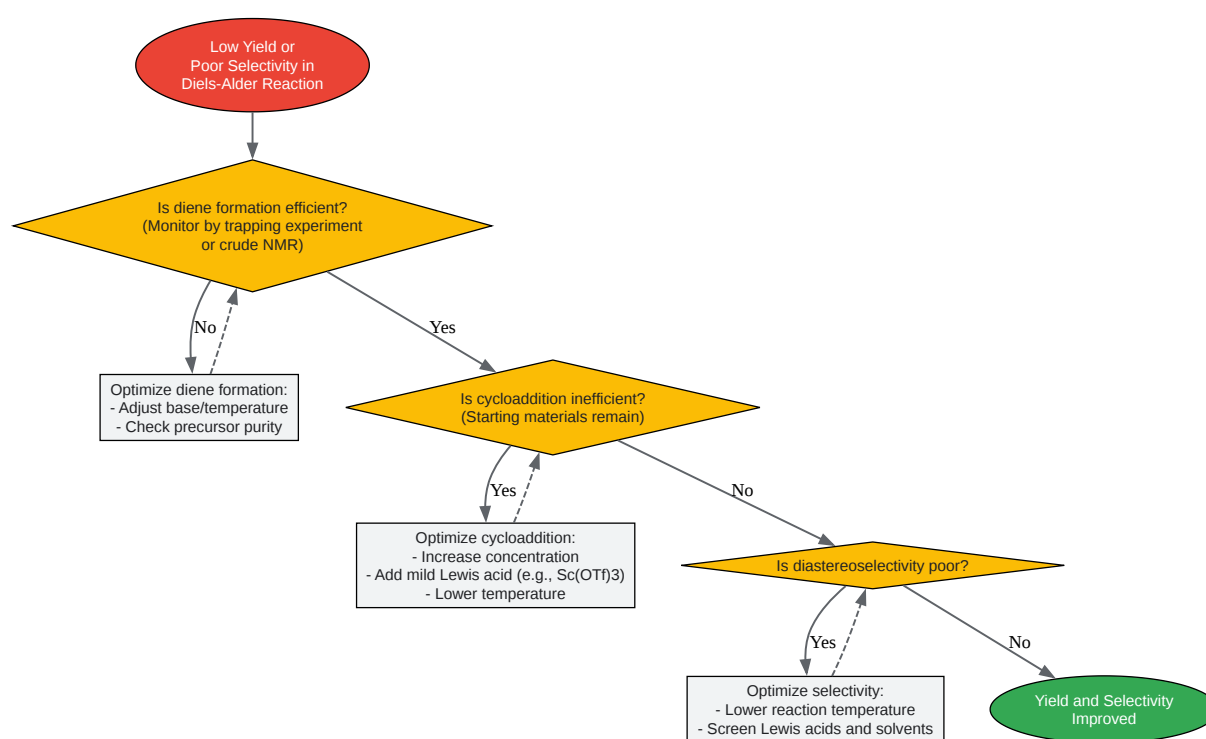 Low Yield or
Poor Selectivity in
Diels-Alder Reaction
Is diene formation efficient?
(Monitor by trapping experiment
or crude NMR)
No
Yes
Optimize diene formation:
- Adjust base/temperature
- Check precursor purity
Is cycloaddition inefficient?
(Starting materials remain)
Yes
No
Optimize cycloaddition:
- Increase concentration
- Add mild Lewis acid (e.g., Sc(OTf)3)
- Lower temperature
Is diastereoselectivity poor?
Yes
No
Optimize selectivity:
- Lower reaction temperature
- Screen Lewis acids and solvents
Yield and Selectivity
Improved